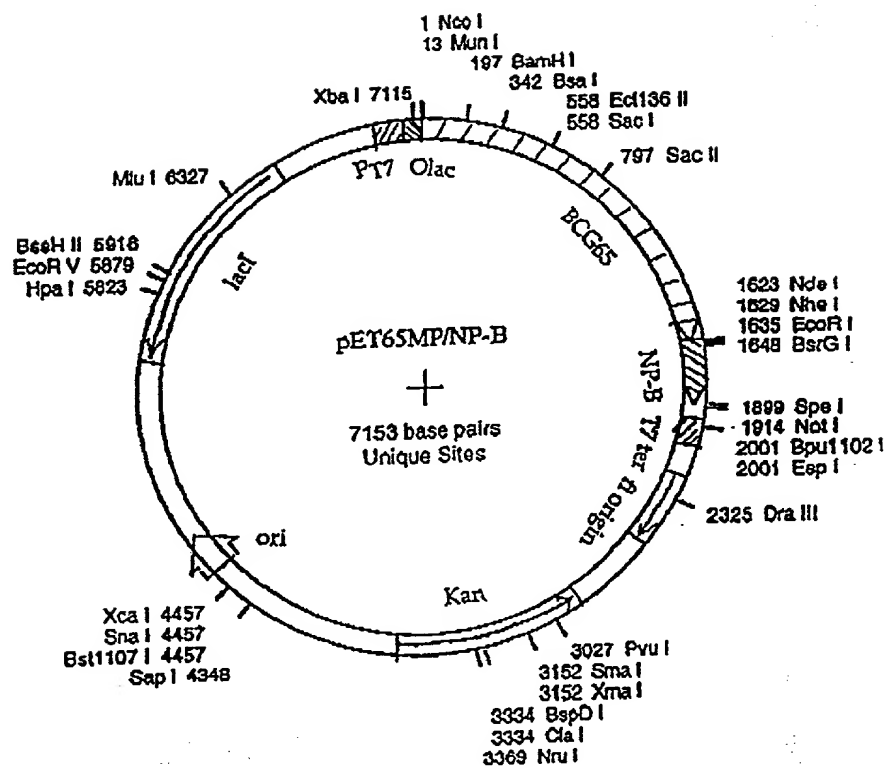 1 Nco I
13 Mun I
197 BamH I
342 Bsa I
558 Ecl136 II
558 Sac I
797 Sac II
Xba I 7115
PT7 Olac
Mlu I 6327
BssH II 5918
EcoR V 5879
Hpa I 5823
lacI
BCG65
1623 Nde I
1629 Nhe I
1635 EcoR I
1648 BsrG I
pET65MP/NP-B
7153 base pairs
Unique Sites
NP-B T7 ter f1 origin
1899 Spe I
1914 Not I
2001 Bpu1102 I
2001 Esp I
2325 Dra III
ori
Kan
Xca I 4457
Sna I 4457
Bst1107 I 4457
Sap I 4348
3027 Pvu I
3152 Sma I
3152 Xma I
3334 BspD I
3334 Cla I
3369 Nru I